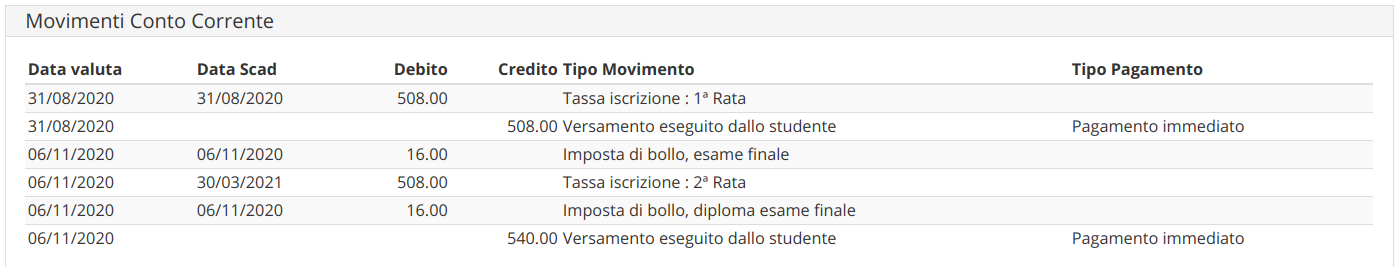 Movimenti Conto Corrente
Data valuta Data Scad Debito Credito Tipo Movimento Tipo Pagamento
31/08/2020 31/08/2020 508.00 Tassa iscrizione : 1ª Rata
31/08/2020 508.00 Versamento eseguito dallo studente Pagamento immediato
06/11/2020 06/11/2020 16.00 Imposta di bollo, esame finale
06/11/2020 30/03/2021 508.00 Tassa iscrizione : 2ª Rata
06/11/2020 06/11/2020 16.00 Imposta di bollo, diploma esame finale
06/11/2020 540.00 Versamento eseguito dallo studente Pagamento immediato